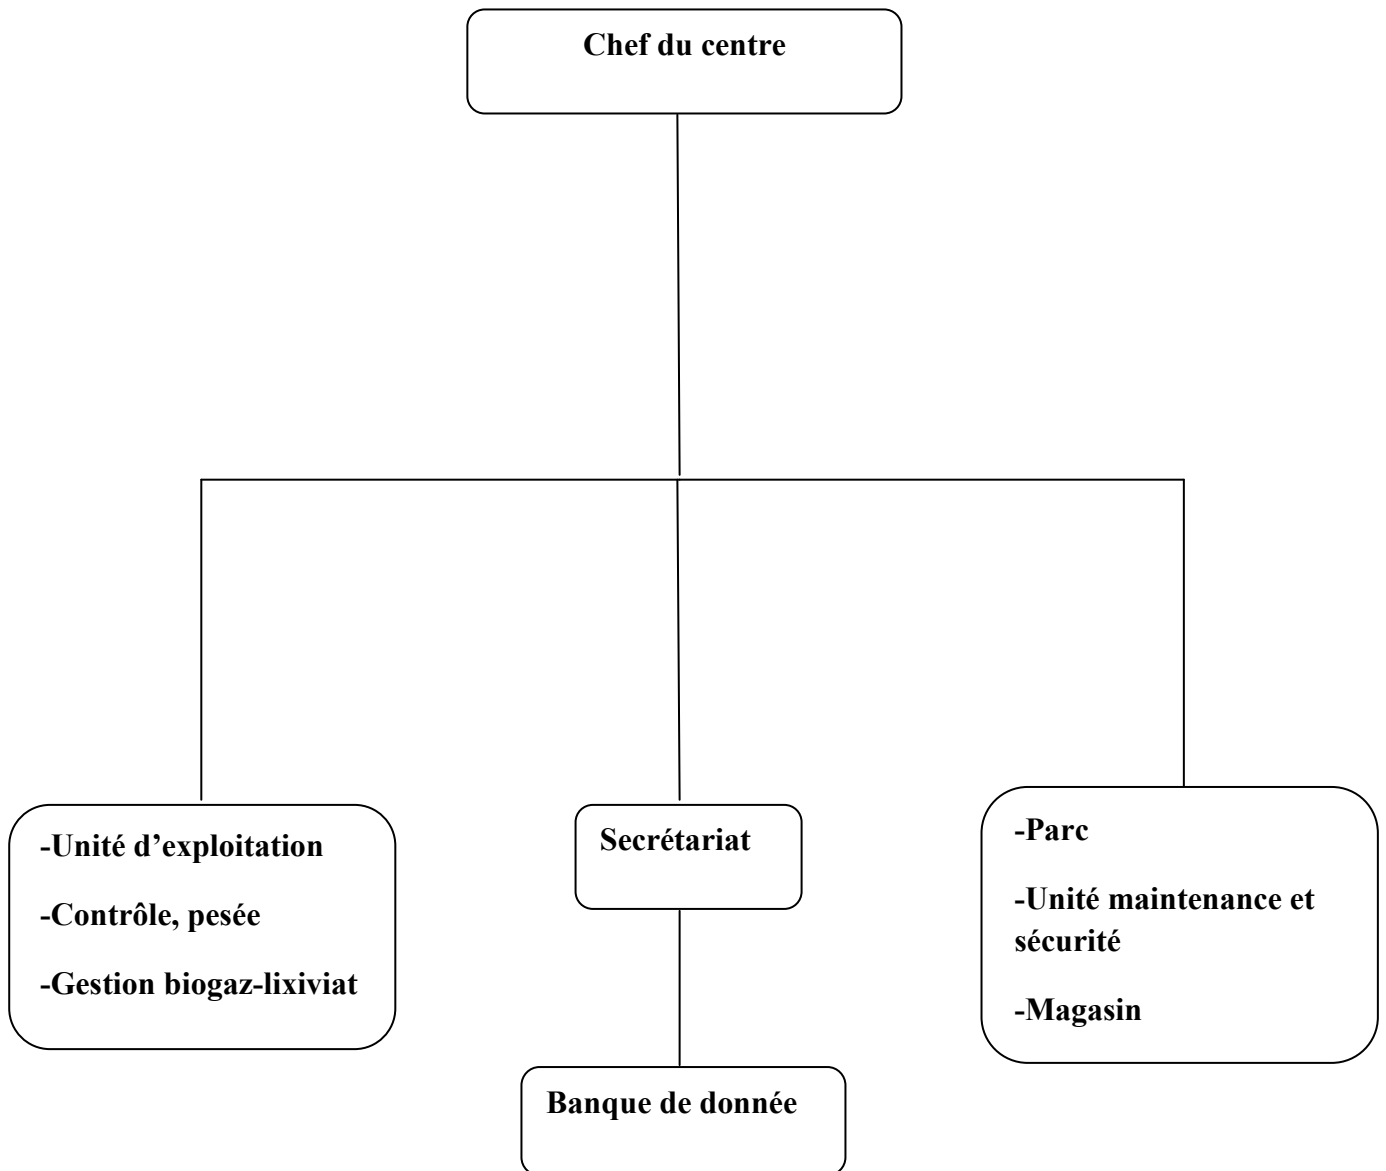 Chef du centre
-Unité d’exploitation
-Contrôle, pesée
-Gestion biogaz-lixiviat
Secrétariat
-Parc
-Unité maintenance et
sécurité
-Magasin
Banque de donnée